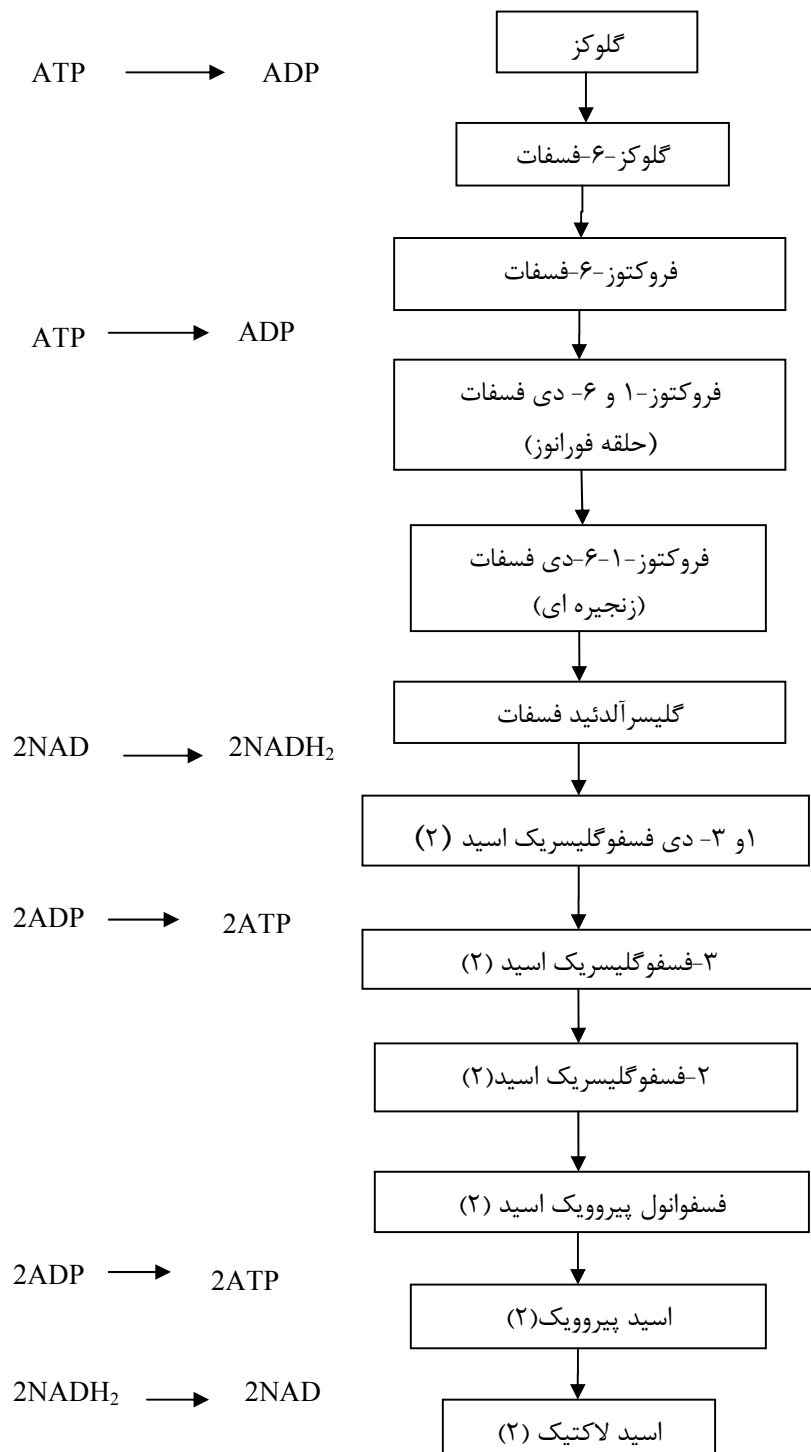 گلوکز
ATP ADP
گلوکز-۶-فسفات
فروکتوز-۶-فسفات
ATP ADP
فروکتوز-۱ و ۶- دی فسفات
(حلقه فورانوز)
فروکتوز-۱-۶-دی فسفات
(زنجیره ای)
گلیسرآلدئید فسفات
2NAD 2NADH₂
۱و ۳- دی فسفوگلیسریک اسید (۲)
2ADP 2ATP
۳-فسفوگلیسریک اسید (۲)
۲-فسفوگلیسریک اسید(۲)
فسفوانول پیروویک اسید (۲)
2ADP 2ATP
اسید پیروویک(۲)
2NADH₂ 2NAD
اسید لاکتیک (۲)